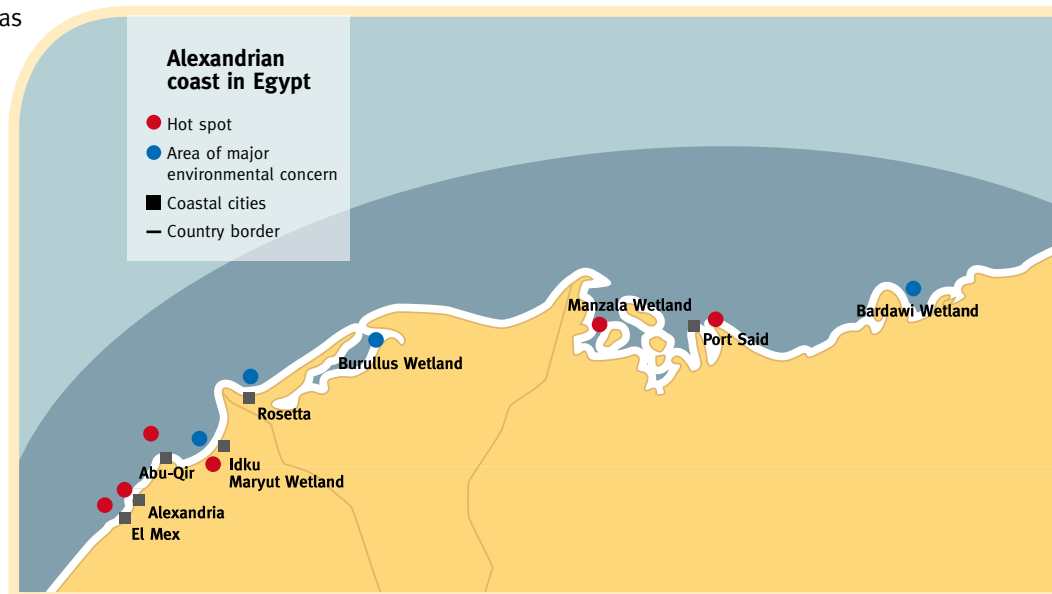 as
Alexandrian
coast in Egypt
Hot spot
Area of major
environmental concern
Coastal cities
Country border
Manzala Wetland
Bardawi Wetland
Port Said
Burullus Wetland
Rosetta
Abu-Qir
Idku
Maryut Wetland
Alexandria
El Mex